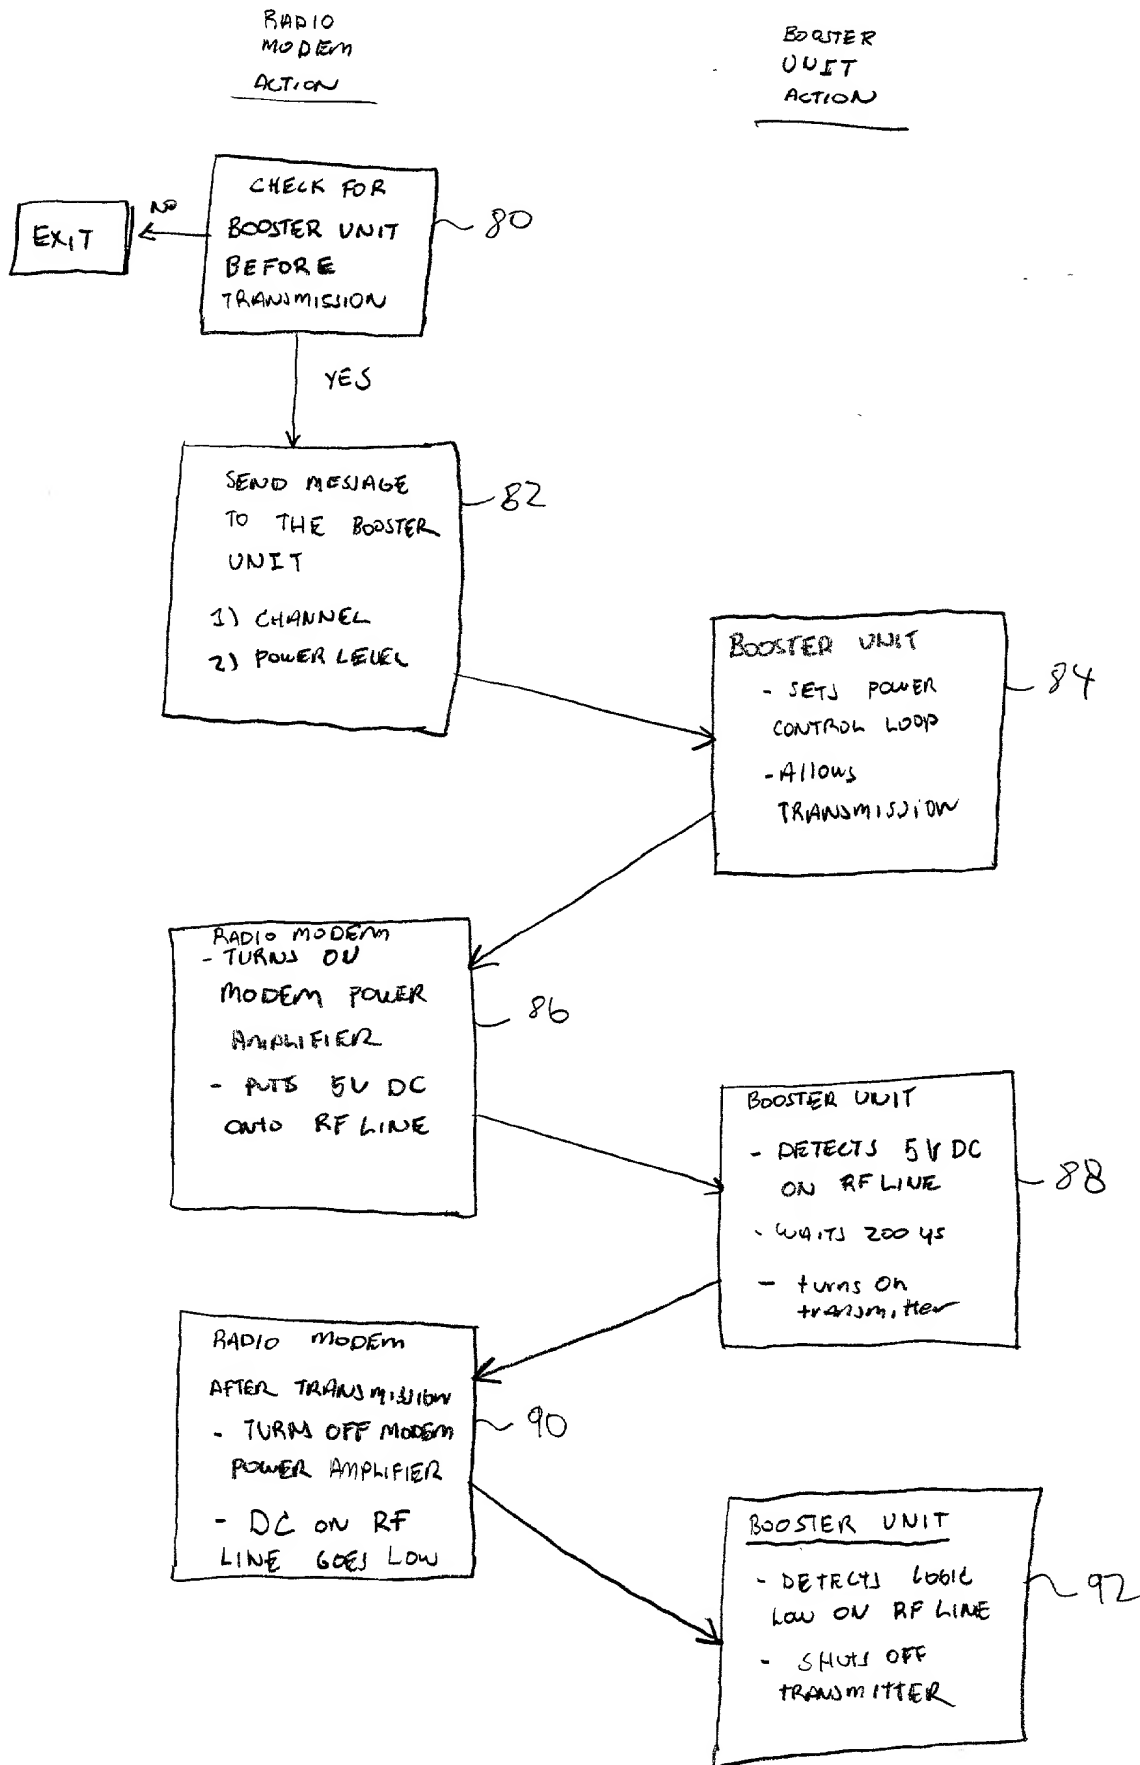 RADIO
MODEM
ACTION
BOOSTER
UNIT
ACTION
CHECK FOR
BOOSTER UNIT
BEFORE
TRANSMISSION
80
NO
EXIT
YES
SEND MESSAGE
TO THE BOOSTER
UNIT
1) CHANNEL
2) POWER LEVEL
82
BOOSTER UNIT
- SETS POWER
CONTROL LOOP
- Allows
TRANSMISSION
84
RADIO MODEM
- TURNS ON
MODEM POWER
AMPLIFIER
- PUTS 5V DC
ONTO RF LINE
86
BOOSTER UNIT
- DETECTS 5V DC
ON RF LINE
- WAITS 200 μs
- turns on
transmitter
88
RADIO MODEM
AFTER TRANSMISSION
- TURNS OFF MODEM
POWER AMPLIFIER
- DC ON RF
LINE GOES LOW
90
BOOSTER UNIT
- DETECTS LOGIC
LOW ON RF LINE
- SHUTS OFF
TRANSMITTER
92